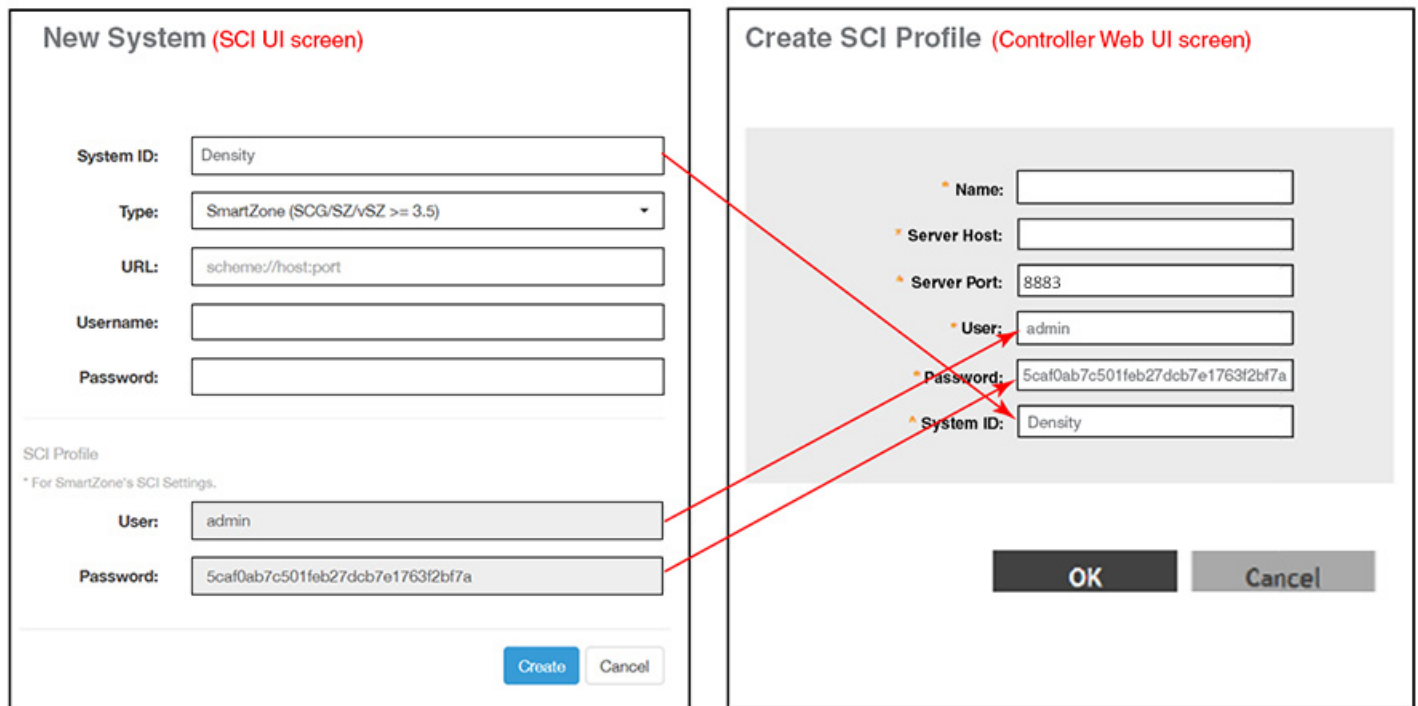 New System (SCI UI screen)
System ID: Density
Type: SmartZone (SCG/SZ/vSZ >= 3.5)
URL: scheme://host:port
Username:
Password:
SCI Profile
* For SmartZone's SCI Settings.
User: admin
Password: 5caf0ab7c501feb27dcb7e1763f2bf7a
Create Cancel
Create SCI Profile (Controller Web UI screen)
* Name:
* Server Host:
* Server Port: 8883
* User: admin
* Password: 5caf0ab7c501feb27dcb7e1763f2bf7a
* System ID: Density
OK Cancel